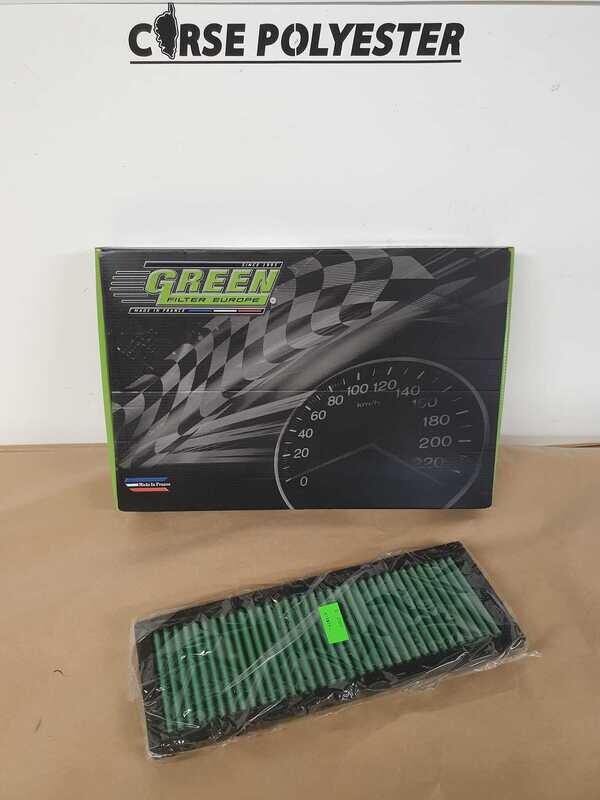 CORSE POLYESTER
SINCE 1993
GREEN
FILTER EUROPE
MADE IN FRANCE
0
20
40
60
80
100
120
140
160
180
200
220
km/h
Made In France